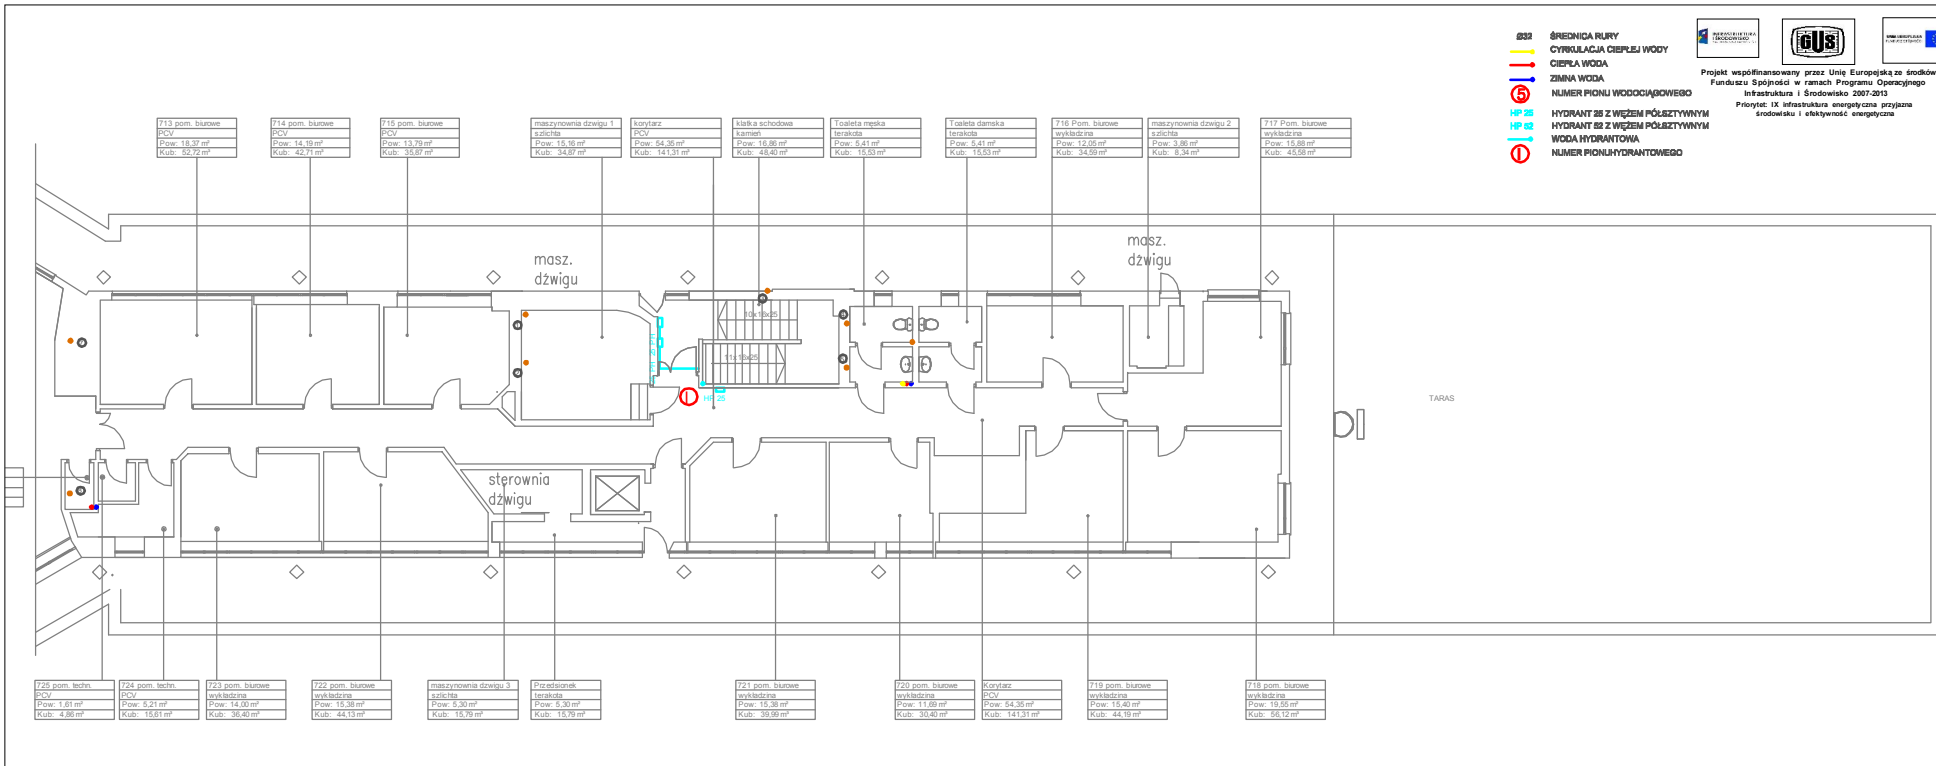 Ø32 ŚREDNICA RURY
CYRKULACJA CIEPŁEJ WODY
CIEPŁA WODA
ZIMNA WODA
5 NUMER PIONU WODOCIĄGOWEGO
HP 25 HYDRANT 25 Z WĘŻEM PÓŁSZTYWNYM
HP 52 HYDRANT 52 Z WĘŻEM PÓŁSZTYWNYM
WODA HYDRANTOWA
I NUMER PIONUHYDRANTOWEGO
INFRASTRUKTURA
I ŚRODOWISKO
GUS
Projekt współfinansowany przez Unię Europejską ze środków
Funduszu Spójności w ramach Programu Operacyjnego
Infrastruktura i Środowisko 2007-2013
Priorytet: IX infrastruktura energetyczna przyjazna
środowisku i efektywność energetyczna
713 pom. biurowe
PCV
Pow: 18,37 m²
Kub: 52,72 m³
714 pom. biurowe
PCV
Pow: 14,19 m²
Kub: 42,71 m³
715 pom. biurowe
PCV
Pow: 13,79 m²
Kub: 35,87 m³
maszynownia dzwigu 1
szlichta
Pow: 15,16 m²
Kub: 34,87 m³
korytarz
PCV
Pow: 54,35 m²
Kub: 141,31 m³
klatka schodowa
kamień
Pow: 16,86 m²
Kub: 48,40 m³
Toaleta męska
terakota
Pow: 5,41 m²
Kub: 15,53 m³
Toaleta damska
terakota
Pow: 5,41 m²
Kub: 15,53 m³
716 Pom. biurowe
wykładzina
Pow: 12,05 m²
Kub: 34,59 m³
maszynownia dzwigu 2
szlichta
Pow: 3,86 m²
Kub: 8,34 m³
717 Pom. biurowe
wykładzina
Pow: 15,88 m²
Kub: 45,58 m³
masz.
dźwigu
masz.
dźwigu
10x16x25
11x16x25
I
HP 25
TARAS
sterownia
dźwigu
725 pom. techn.
PCV
Pow: 1,61 m²
Kub: 4,86 m³
724 pom. techn.
PCV
Pow: 5,21 m²
Kub: 15,61 m³
723 pom. biurowe
wykładzina
Pow: 14,00 m²
Kub: 36,40 m³
722 pom. biurowe
wykładzina
Pow: 15,38 m²
Kub: 44,13 m³
maszynownia dzwigu 3
szlichta
Pow: 5,30 m²
Kub: 15,79 m³
Przedsionek
terakota
Pow: 5,30 m²
Kub: 15,79 m³
721 pom. biurowe
wykładzina
Pow: 15,38 m²
Kub: 39,99 m³
720 pom. biurowe
wykładzina
Pow: 11,69 m²
Kub: 30,40 m³
Korytarz
PCV
Pow: 54,35 m²
Kub: 141,31 m³
719 pom. biurowe
wykładzina
Pow: 15,40 m²
Kub: 44,19 m³
718 pom. biurowe
wykładzina
Pow: 19,55 m²
Kub: 56,12 m³